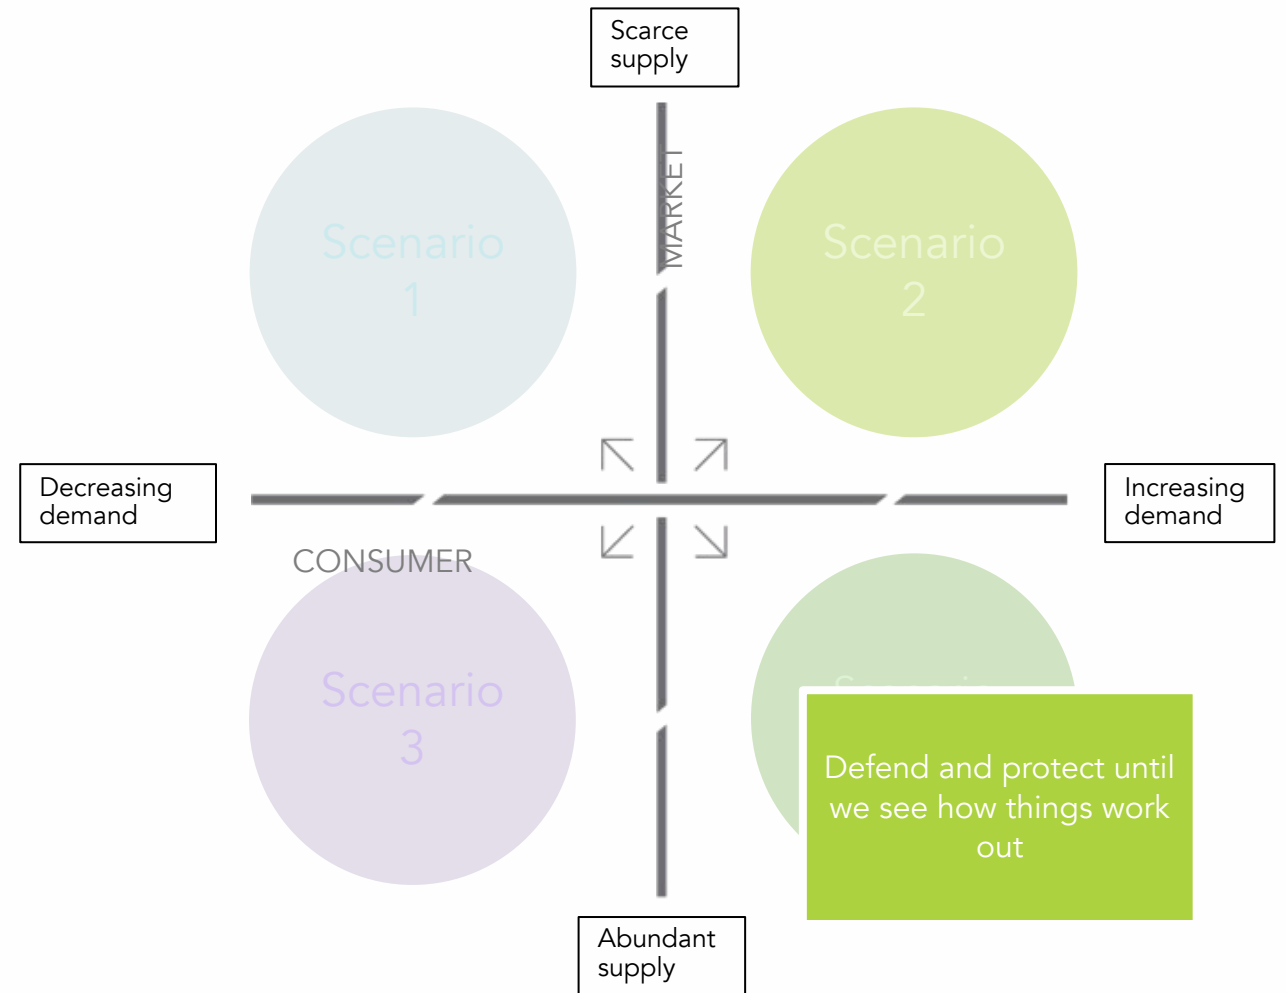 Scarce
supply
MARKET
Scenario
1
Scenario
2
Decreasing
demand
Increasing
demand
CONSUMER
Scenario
3
Scenario
Defend and protect until
we see how things work
out
Abundant
supply